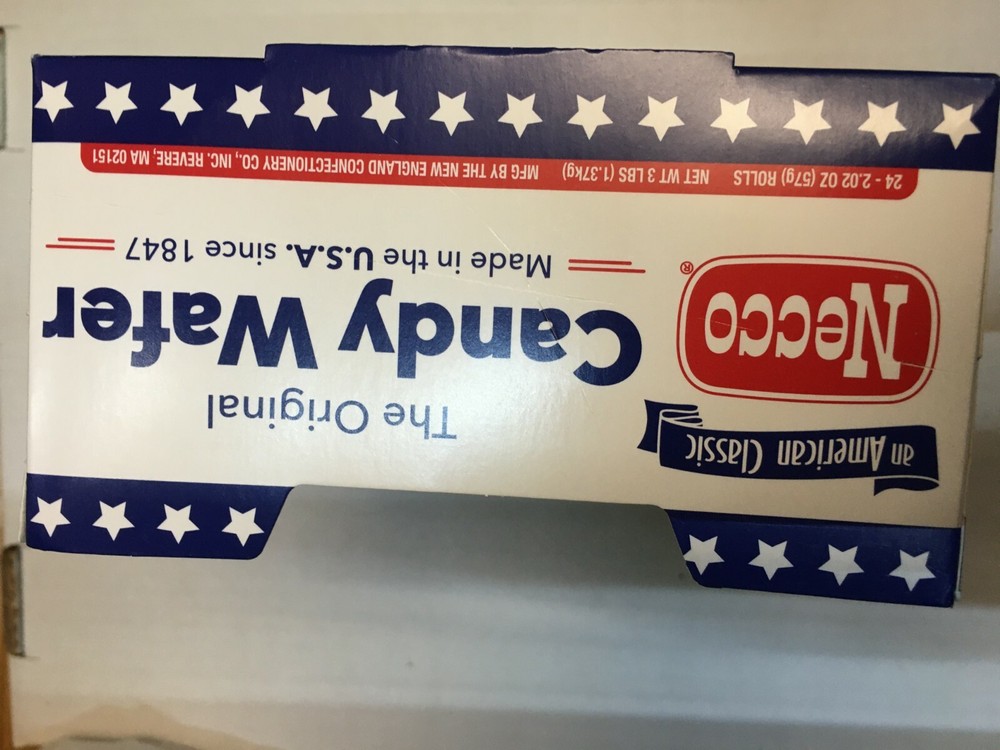 an American Classic
Necco®
The Original
Candy Wafer
Made in the U.S.A. since 1847
24 - 2.02 OZ (57g) ROLLS NET WT 3 LBS (1.37kg) MFG BY THE NEW ENGLAND CONFECTIONERY CO., INC. REVERE, MA 02151